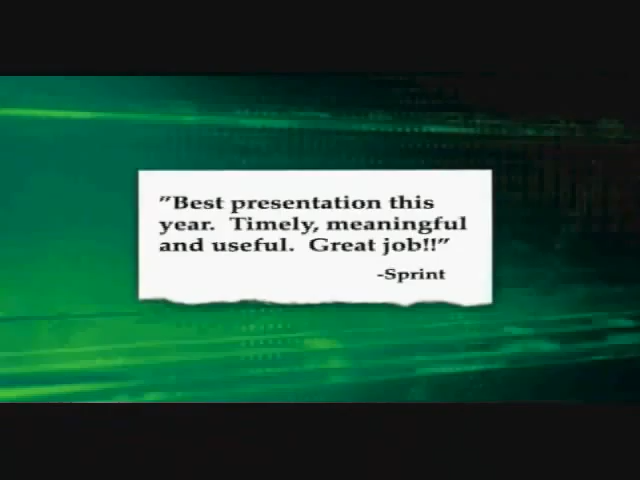 ”Best presentation this
year.  Timely, meaningful
and useful.  Great job!!”
-Sprint